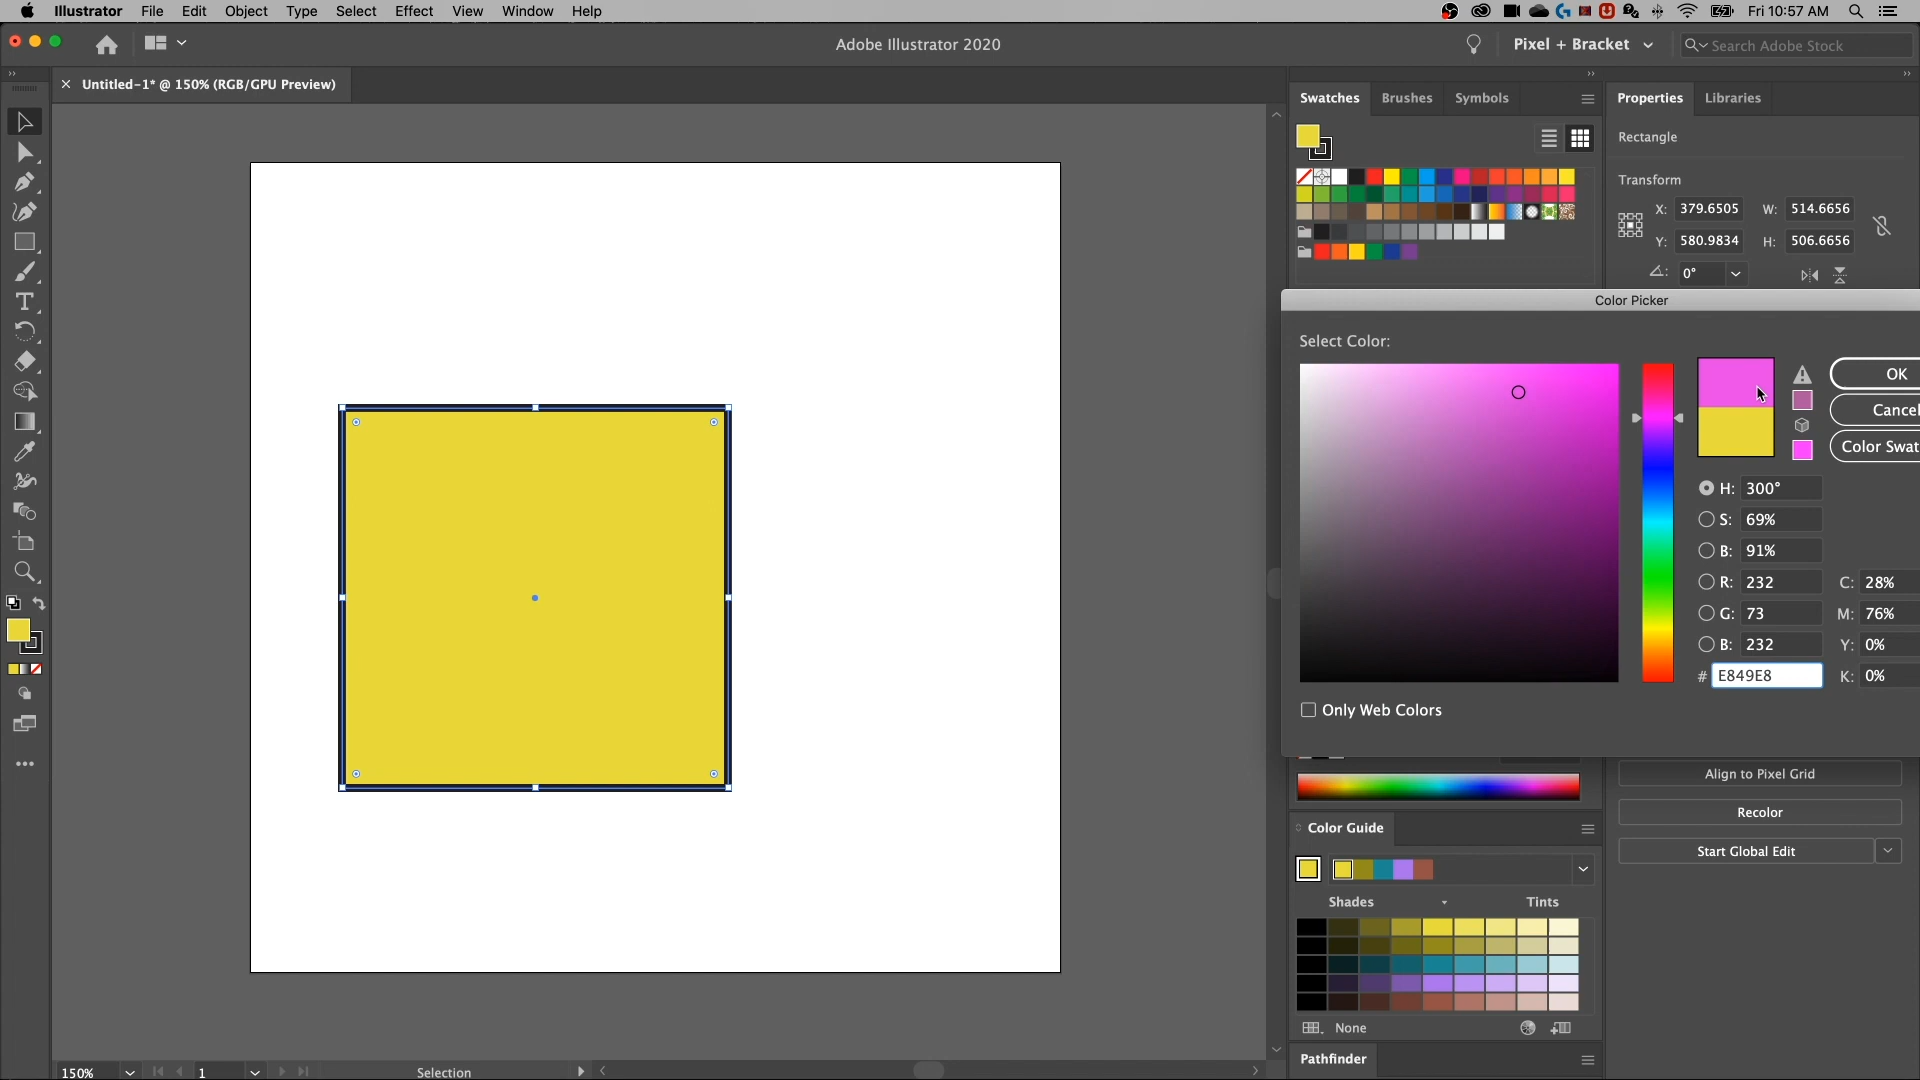 Illustrator File Edit Object Type Select Effect View Window Help
Fri 10:57 AM
Adobe Illustrator 2020
Pixel + Bracket
Search Adobe Stock
Untitled-1* @ 150% (RGB/GPU Preview)
Swatches Brushes Symbols
Properties Libraries
Rectangle
Transform
X: 379.6505 W: 514.6656
Y: 580.9834 H: 506.6656
0°
Color Picker
Select Color:
OK
Cancel
Color Swat
H: 300°
S: 69%
B: 91%
R: 232 C: 28%
G: 73 M: 76%
B: 232 Y: 0%
# E849E8 K: 0%
Only Web Colors
Align to Pixel Grid
Recolor
Start Global Edit
Color Guide
Shades Tints
None
Pathfinder
150% 1 Selection